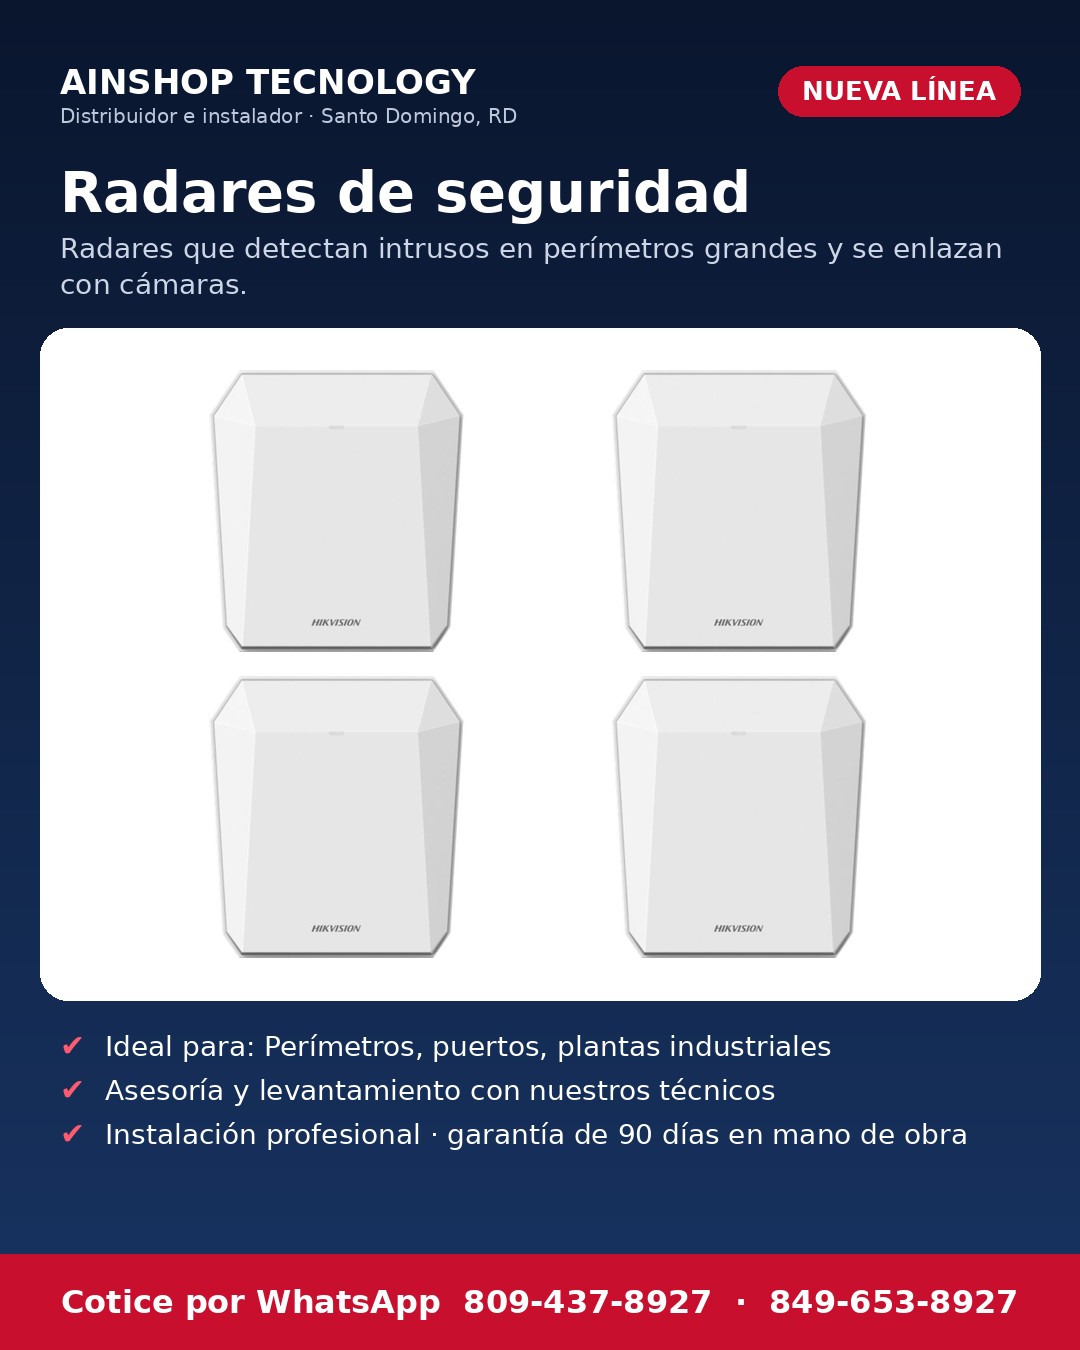 AINSHOP TECNOLOGY
NUEVA LÍNEA
Distribuidor e instalador · Santo Domingo, RD
Radares de seguridad
Radares que detectan intrusos en perímetros grandes y se enlazan
con cámaras.
HIKVISION
HIKVISION
HIKVISION
HIKVISION
✔ Ideal para: Perímetros, puertos, plantas industriales
✔ Asesoría y levantamiento con nuestros técnicos
✔ Instalación profesional · garantía de 90 días en mano de obra
Cotice por WhatsApp 809-437-8927 · 849-653-8927